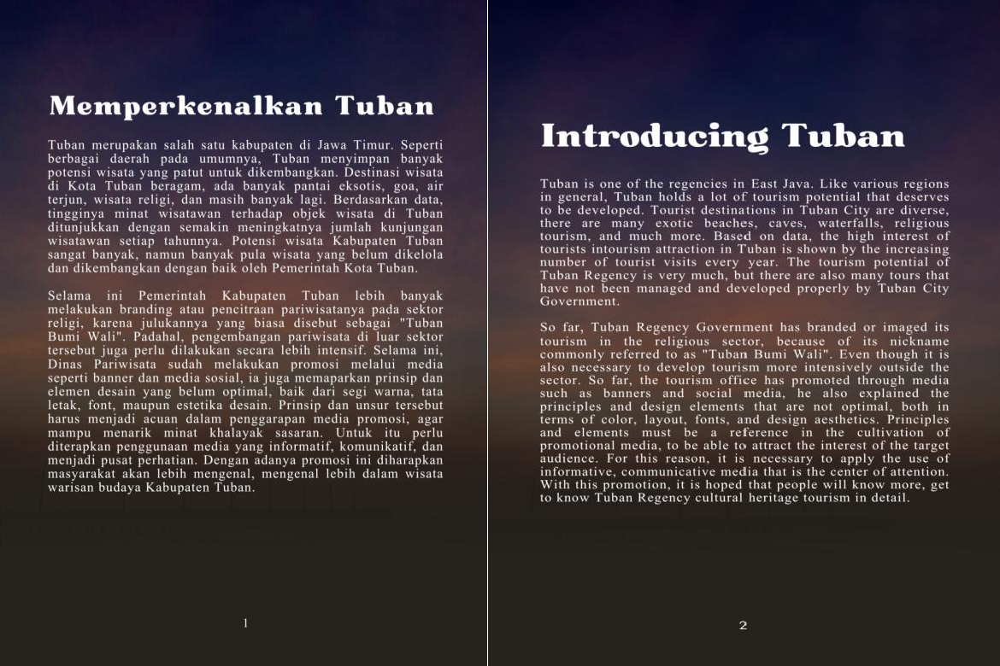 Memperkenalkan Tuban
Tuban merupakan salah satu kabupaten di Jawa Timur. Seperti
berbagai daerah pada umumnya, Tuban menyimpan banyak
potensi wisata yang patut untuk dikembangkan. Destinasi wisata
di Kota Tuban beragam, ada banyak pantai eksotis, goa, air
terjun, wisata religi, dan masih banyak lagi. Berdasarkan data,
tingginya minat wisatawan terhadap objek wisata di Tuban
ditunjukkan dengan semakin meningkatnya jumlah kunjungan
wisatawan setiap tahunnya. Potensi wisata Kabupaten Tuban
sangat banyak, namun banyak pula wisata yang belum dikelola
dan dikembangkan dengan baik oleh Pemerintah Kota Tuban.
Selama ini Pemerintah Kabupaten Tuban lebih banyak
melakukan branding atau pencitraan pariwisatanya pada sektor
religi, karena julukannya yang biasa disebut sebagai "Tuban
Bumi Wali". Padahal, pengembangan pariwisata di luar sektor
tersebut juga perlu dilakukan secara lebih intensif. Selama ini,
Dinas Pariwisata sudah melakukan promosi melalui media
seperti banner dan media sosial, ia juga memaparkan prinsip dan
elemen desain yang belum optimal, baik dari segi warna, tata
letak, font, maupun estetika desain. Prinsip dan unsur tersebut
harus menjadi acuan dalam penggarapan media promosi, agar
mampu menarik minat khalayak sasaran. Untuk itu perlu
diterapkan penggunaan media yang informatif, komunikatif, dan
menjadi pusat perhatian. Dengan adanya promosi ini diharapkan
masyarakat akan lebih mengenal, mengenal lebih dalam wisata
warisan budaya Kabupaten Tuban.
1
Introducing Tuban
Tuban is one of the regencies in East Java. Like various regions
in general, Tuban holds a lot of tourism potential that deserves
to be developed. Tourist destinations in Tuban City are diverse,
there are many exotic beaches, caves, waterfalls, religious
tourism, and much more. Based on data, the high interest of
tourists intourism attraction in Tuban is shown by the increasing
number of tourist visits every year. The tourism potential of
Tuban Regency is very much, but there are also many tours that
have not been managed and developed properly by Tuban City
Government.
So far, Tuban Regency Government has branded or imaged its
tourism in the religious sector, because of its nickname
commonly referred to as "Tuban Bumi Wali". Even though it is
also necessary to develop tourism more intensively outside the
sector. So far, the tourism office has promoted through media
such as banners and social media, he also explained the
principles and design elements that are not optimal, both in
terms of color, layout, fonts, and design aesthetics. Principles
and elements must be a reference in the cultivation of
promotional media, to be able to attract the interest of the target
audience. For this reason, it is necessary to apply the use of
informative, communicative media that is the center of attention.
With this promotion, it is hoped that people will know more, get
to know Tuban Regency cultural heritage tourism in detail.
2